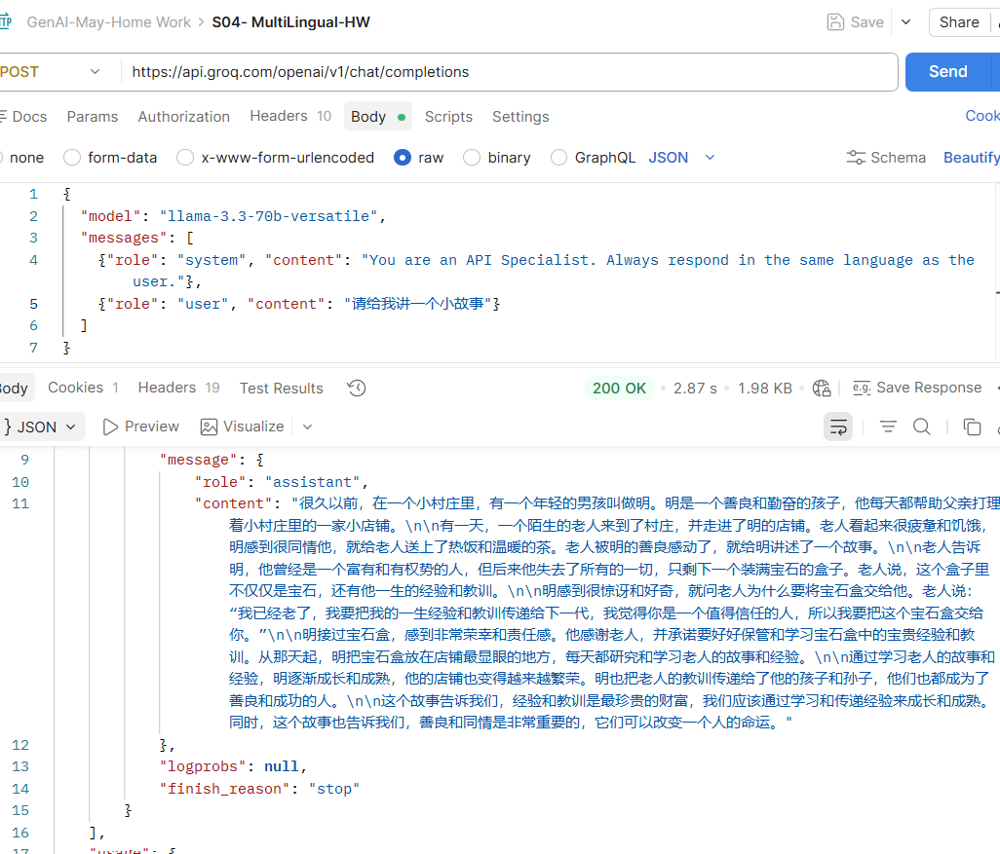 GenAI-May-Home Work > S04- MultiLingual-HW
Save
Share
POST
https://api.groq.com/openai/v1/chat/completions
Send
Docs Params Authorization Headers 10 Body Scripts Settings
none form-data x-www-form-urlencoded raw binary GraphQL JSON Schema Beautify
1 {
2 "model": "llama-3.3-70b-versatile",
3 "messages": [
4 {"role": "system", "content": "You are an API Specialist. Always respond in the same language as the
user."},
5 {"role": "user", "content": "请给我讲一个小故事"}
6 ]
7 }
Body Cookies 1 Headers 19 Test Results 200 OK • 2.87 s • 1.98 KB e.g. Save Response
} JSON Preview Visualize
9 "message": {
10 "role": "assistant",
11 "content": "很久以前，在一个小村庄里，有一个年轻的男孩叫做明。明是一个善良和勤奋的孩子，他每天都帮助父亲打理
着小村庄里的一家小店铺。\n\n有一天，一个陌生的老人来到了村庄，并走进了明的店铺。老人看起来很疲惫和饥饿，
明感到很同情他，就给老人送上了热饭和温暖的茶。老人被明的善良感动了，就给明讲述了一个故事。\n\n老人告诉
明，他曾经是一个富有和有权势的人，但后来他失去了所有的一切，只剩下一个装满宝石的盒子。老人说，这个盒子里
不仅仅是宝石，还有他一生的经验和教训。\n\n明感到很惊讶和好奇，就问老人为什么要将宝石盒交给他。老人说：
“我已经老了，我要把我的一生经验和教训传递给下一代，我觉得你是一个值得信任的人，所以我要把这个宝石盒交给
你。”\n\n明接过宝石盒，感到非常荣幸和责任感。他感谢老人，并承诺要好好保管和学习宝石盒中的宝贵经验和教
训。从那天起，明把宝石盒放在店铺最显眼的地方，每天都研究和学习老人的故事和经验。\n\n通过学习老人的故事和
经验，明逐渐成长和成熟，他的店铺也变得越来越繁荣。明也把老人的教训传递给了他的孩子和孙子，他们也都成为了
善良和成功的人。\n\n这个故事告诉我们，经验和教训是最珍贵的财富，我们应该通过学习和传递经验来成长和成熟。
同时，这个故事也告诉我们，善良和同情是非常重要的，它们可以改变一个人的命运。"
12 },
13 "logprobs": null,
14 "finish_reason": "stop"
15 }
16 ],
17 "usage": {